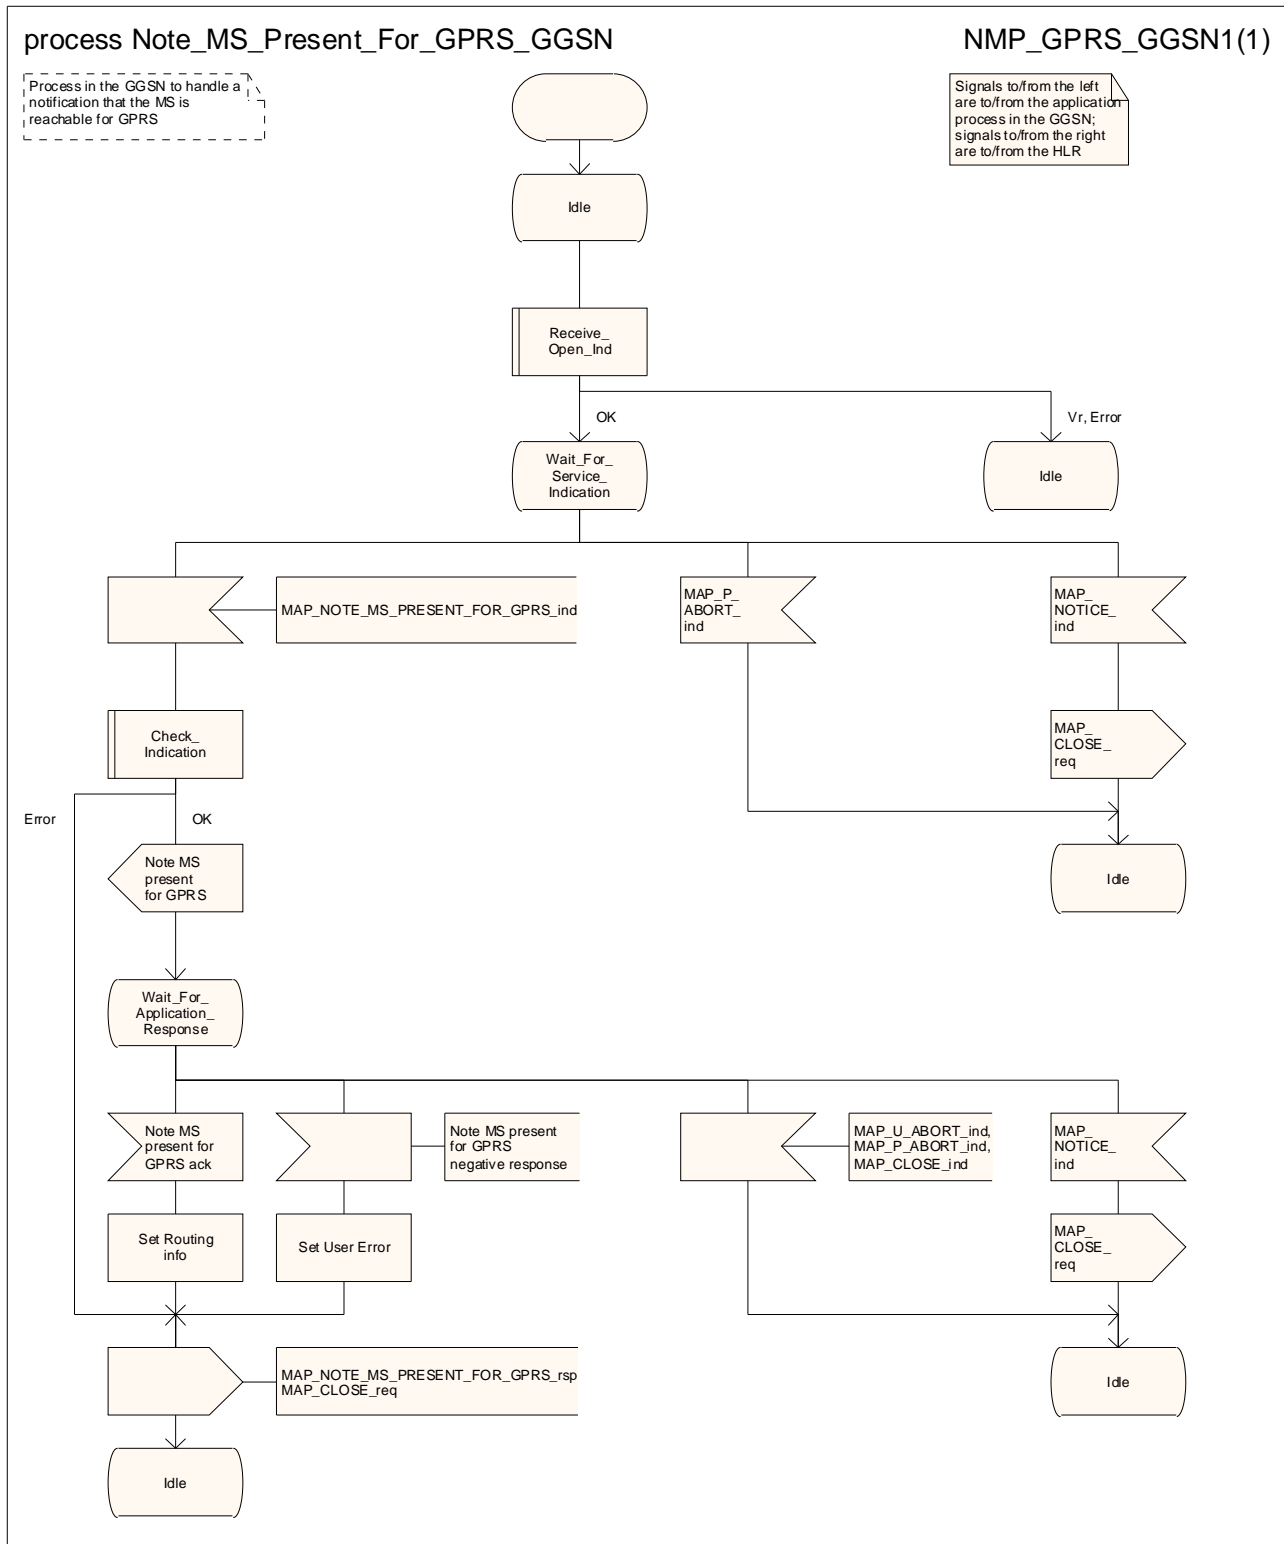 process Note_MS_Present_For_GPRS_GGSN
NMP_GPRS_GGSN1(1)
Process in the GGSN to handle a
notification that the MS is
reachable for GPRS
Signals to/from the left
are to/from the application
process in the GGSN;
signals to/from the right
are to/from the HLR
Idle
Receive_
Open_Ind
OK
Vr, Error
Wait_For_
Service_
Indication
Idle
MAP_NOTE_MS_PRESENT_FOR_GPRS_ind
MAP_P_
ABORT_
ind
MAP_
NOTICE_
ind
Check_
Indication
MAP_
CLOSE_
req
Error
OK
Note MS
present
for GPRS
Idle
Wait_For_
Application_
Response
Note MS
present for
GPRS ack
Note MS present
for GPRS
negative response
MAP_U_ABORT_ind,
MAP_P_ABORT_ind,
MAP_CLOSE_ind
MAP_
NOTICE_
ind
Set Routing
info
Set User Error
MAP_
CLOSE_
req
MAP_NOTE_MS_PRESENT_FOR_GPRS_rsp
MAP_CLOSE_req
Idle
Idle